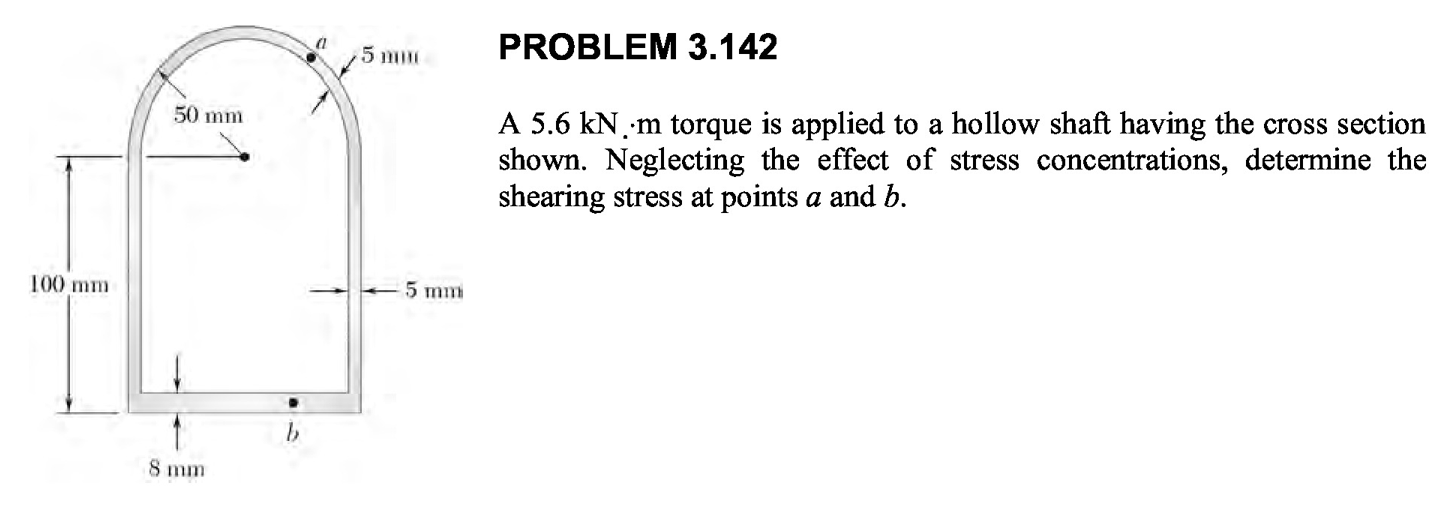 PROBLEM 3.142
a
5 mm
50 mm
A 5.6 kN.·m torque is applied to a hollow shaft having the cross section
shown. Neglecting the effect of stress concentrations, determine the
shearing stress at points a and b.
100 mm
5 mm
b
8 mm